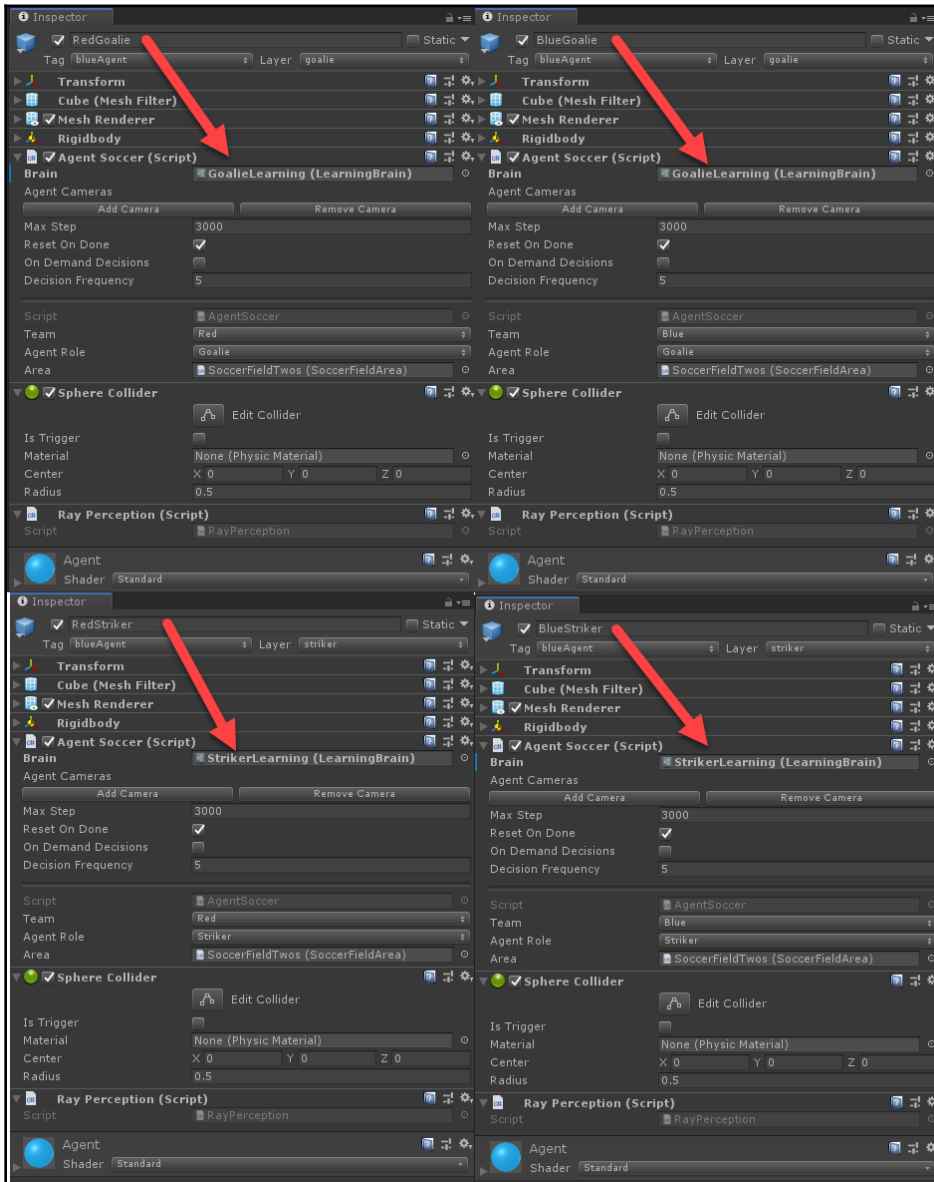 Inspector
RedGoalie Static
Tag blueAgent Layer goalie
Transform
Cube (Mesh Filter)
Mesh Renderer
Rigidbody
Agent Soccer (Script)
Brain GoalieLearning (LearningBrain)
Agent Cameras
Add Camera Remove Camera
Max Step 3000
Reset On Done
On Demand Decisions
Decision Frequency 5
Script AgentSoccer
Team Red
Agent Role Goalie
Area SoccerFieldTwos (SoccerFieldArea)
Sphere Collider
Edit Collider
Is Trigger
Material None (Physic Material)
Center X 0 Y 0 Z 0
Radius 0.5
Ray Perception (Script)
Script RayPerception
Agent
Shader Standard
Inspector
BlueGoalie Static
Tag blueAgent Layer goalie
Transform
Cube (Mesh Filter)
Mesh Renderer
Rigidbody
Agent Soccer (Script)
Brain GoalieLearning (LearningBrain)
Agent Cameras
Add Camera Remove Camera
Max Step 3000
Reset On Done
On Demand Decisions
Decision Frequency 5
Script AgentSoccer
Team Blue
Agent Role Goalie
Area SoccerFieldTwos (SoccerFieldArea)
Sphere Collider
Edit Collider
Is Trigger
Material None (Physic Material)
Center X 0 Y 0 Z 0
Radius 0.5
Ray Perception (Script)
Script RayPerception
Agent
Shader Standard
Inspector
RedStriker Static
Tag blueAgent Layer striker
Transform
Cube (Mesh Filter)
Mesh Renderer
Rigidbody
Agent Soccer (Script)
Brain StrikerLearning (LearningBrain)
Agent Cameras
Add Camera Remove Camera
Max Step 3000
Reset On Done
On Demand Decisions
Decision Frequency 5
Script AgentSoccer
Team Red
Agent Role Striker
Area SoccerFieldTwos (SoccerFieldArea)
Sphere Collider
Edit Collider
Is Trigger
Material None (Physic Material)
Center X 0 Y 0 Z 0
Radius 0.5
Ray Perception (Script)
Script RayPerception
Agent
Shader Standard
Inspector
BlueStriker Static
Tag blueAgent Layer striker
Transform
Cube (Mesh Filter)
Mesh Renderer
Rigidbody
Agent Soccer (Script)
Brain StrikerLearning (LearningBrain)
Agent Cameras
Add Camera Remove Camera
Max Step 3000
Reset On Done
On Demand Decisions
Decision Frequency 5
Script AgentSoccer
Team Blue
Agent Role Striker
Area SoccerFieldTwos (SoccerFieldArea)
Sphere Collider
Edit Collider
Is Trigger
Material None (Physic Material)
Center X 0 Y 0 Z 0
Radius 0.5
Ray Perception (Script)
Script RayPerception
Agent
Shader Standard